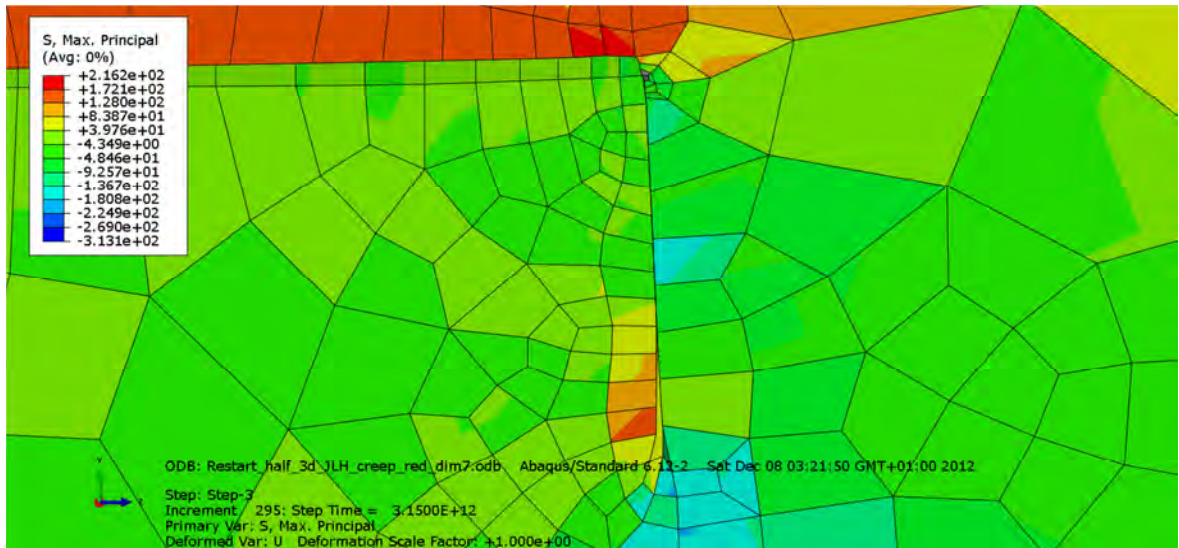 S, Max. Principal
(Avg: 0%)
+2.162e+02
+1.721e+02
+1.280e+02
+8.387e+01
+3.976e+01
-4.349e+00
-4.846e+01
-9.257e+01
-1.367e+02
-1.808e+02
-2.249e+02
-2.690e+02
-3.131e+02
Y
Z
ODB: Restart_half_3d_JLH_creep_red_dim7.odb Abaqus/Standard 6.12-2 Sat Dec 08 03:21:50 GMT+01:00 2012
Step: Step-3
Increment 295: Step Time = 3.1500E+12
Primary Var: S, Max. Principal
Deformed Var: U Deformation Scale Factor: +1.000e+00